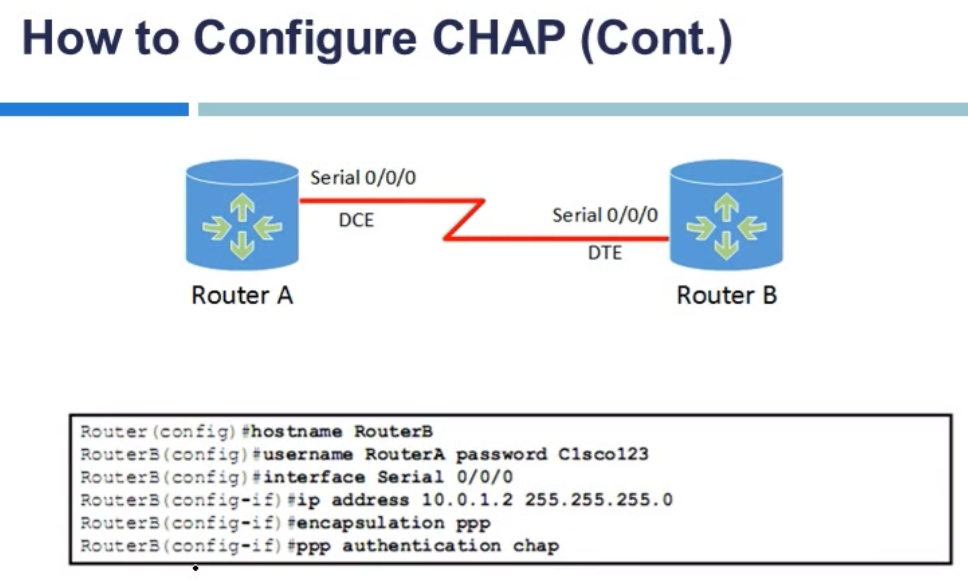 How to Configure CHAP (Cont.)
Serial 0/0/0
DCE
Serial 0/0/0
DTE
Router A
Router B
Router(config)#hostname RouterB
RouterB(config)#username RouterA password C1sco123
RouterB(config)#interface Serial 0/0/0
RouterB(config-if)#ip address 10.0.1.2 255.255.255.0
RouterB(config-if)#encapsulation ppp
RouterB(config-if)#ppp authentication chap